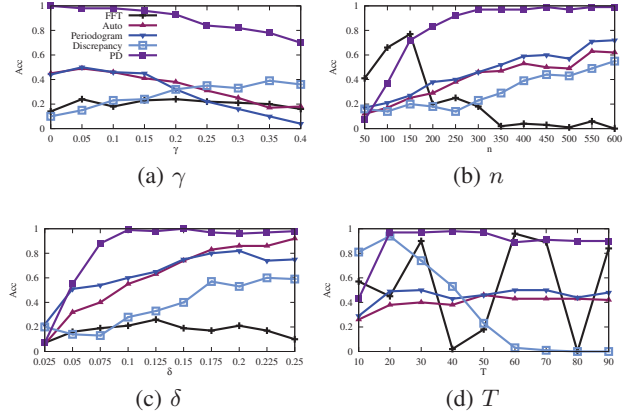 FFT
Auto
Periodogram
Discrepancy
PD
Acc
1
0.8
0.6
0.4
0.2
0
0 0.05 0.1 0.15 0.2 0.25 0.3 0.35 0.4
γ
(a) γ
Acc
1
0.8
0.6
0.4
0.2
0
50 100 150 200 250 300 350 400 450 500 550 600
n
(b) n
Acc
1
0.8
0.6
0.4
0.2
0
0.025 0.05 0.075 0.1 0.125 0.15 0.175 0.2 0.225 0.25
δ
(c) δ
Acc
1
0.8
0.6
0.4
0.2
0
10 20 30 40 50 60 70 80 90
T
(d) T